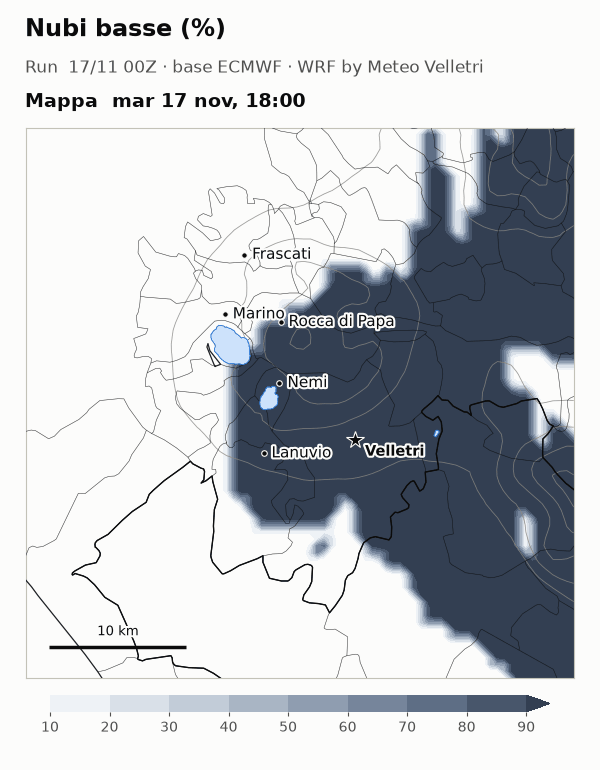 Nubi basse (%)
Run  17/11 00Z · base ECMWF · WRF by Meteo Velletri
Mappa  mar 17 nov, 18:00
Frascati
Marino
Rocca di Papa
Nemi
Velletri
Lanuvio
10 km
10 20 30 40 50 60 70 80 90